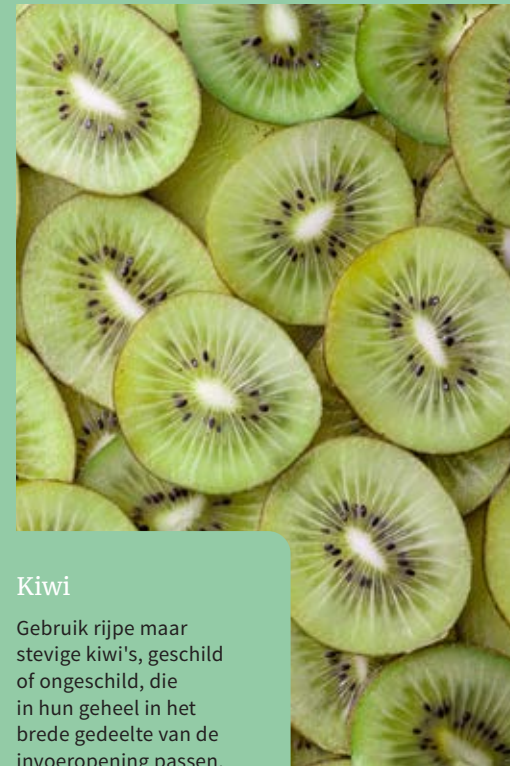 Kiwi
Gebruik rijpe maar
stevige kiwi's, geschild
of ongeschild, die
in hun geheel in het
brede gedeelte van de
invoeropening passen.